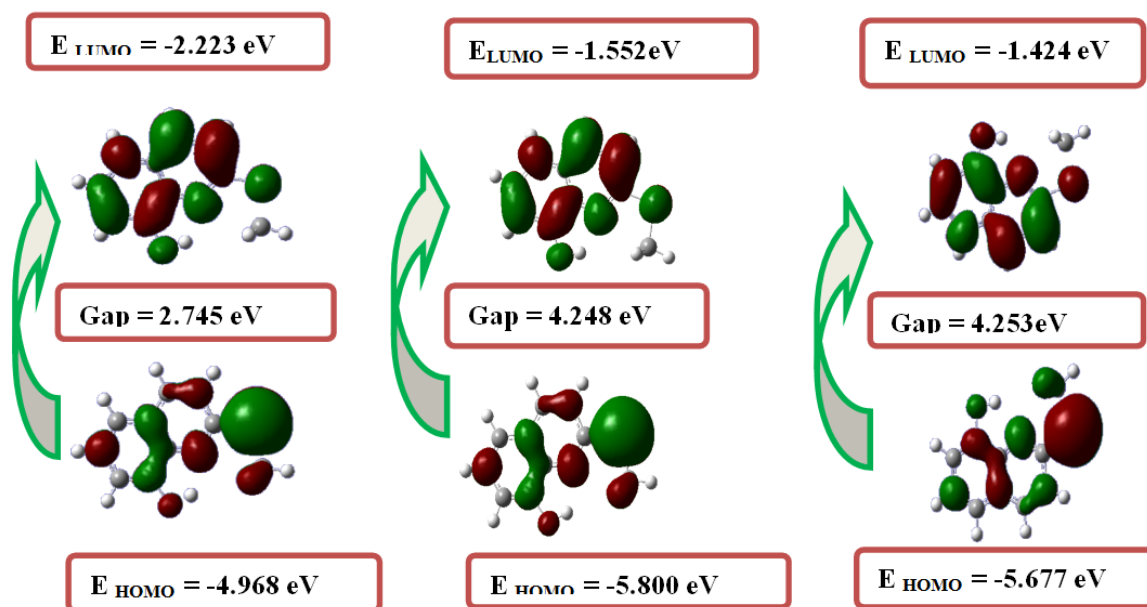 E LUMO = -2.223 eV
E LUMO = -1.552eV
E LUMO = -1.424 eV
Gap = 2.745 eV
Gap = 4.248 eV
Gap = 4.253eV
E HOMO = -4.968 eV
E HOMO = -5.800 eV
E HOMO = -5.677 eV